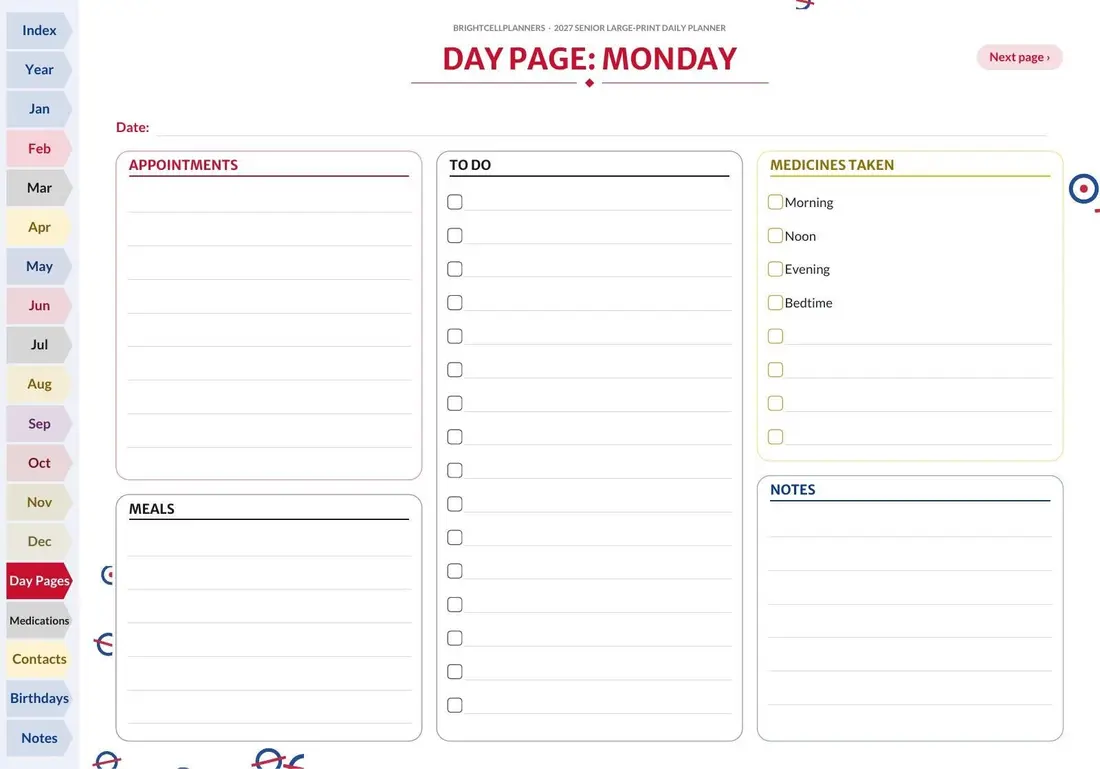 Index
Year
Jan
Feb
Mar
Apr
May
Jun
Jul
Aug
Sep
Oct
Nov
Dec
Day Pages
Medications
Contacts
Birthdays
Notes
BRIGHTCELLPLANNERS · 2027 SENIOR LARGE-PRINT DAILY PLANNER
DAY PAGE: MONDAY
Next page ›
Date:
APPOINTMENTS
MEALS
TO DO
MEDICINES TAKEN
Morning
Noon
Evening
Bedtime
NOTES